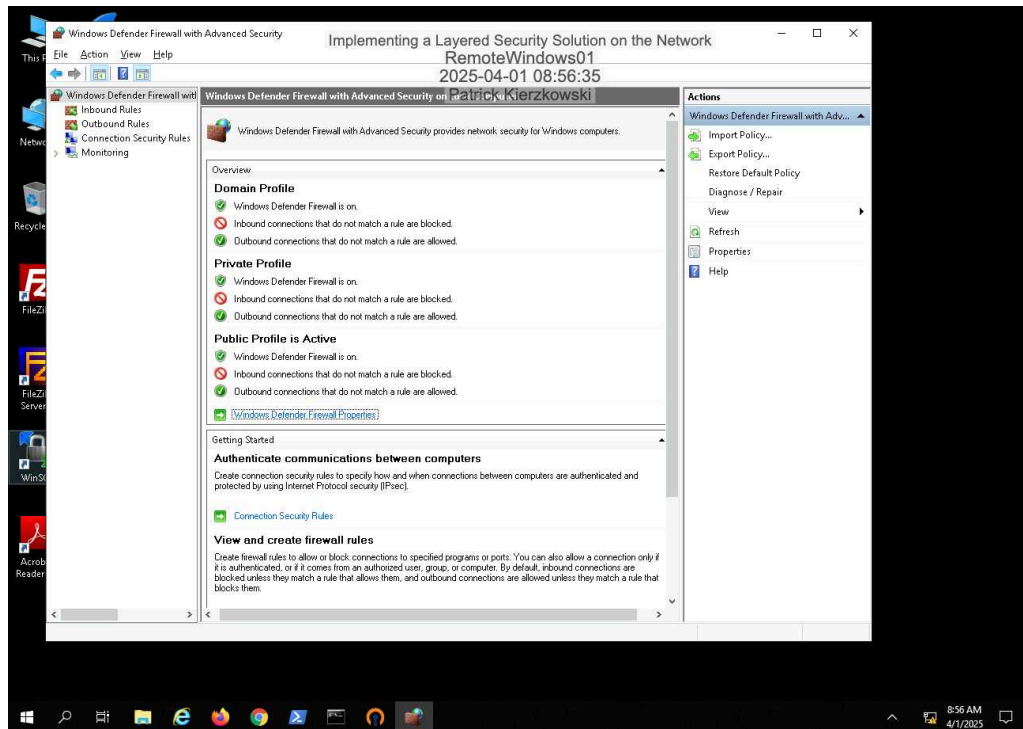 Windows Defender Firewall with Advanced Security
Implementing a Layered Security Solution on the Network
RemoteWindows01
2025-04-01 08:56:35
Patrick Kierzkowski
This P
File Action View Help
Windows Defender Firewall with
Inbound Rules
Outbound Rules
Connection Security Rules
Monitoring
Windows Defender Firewall with Advanced Security on
Windows Defender Firewall with Advanced Security provides network security for Windows computers.
Overview
Domain Profile
Windows Defender Firewall is on.
Inbound connections that do not match a rule are blocked.
Outbound connections that do not match a rule are allowed.
Private Profile
Windows Defender Firewall is on.
Inbound connections that do not match a rule are blocked.
Outbound connections that do not match a rule are allowed.
Public Profile is Active
Windows Defender Firewall is on.
Inbound connections that do not match a rule are blocked.
Outbound connections that do not match a rule are allowed.
Windows Defender Firewall Properties
Getting Started
Authenticate communications between computers
Create connection security rules to specify how and when connections between computers are authenticated and
protected by using Internet Protocol security (IPsec).
Connection Security Rules
View and create firewall rules
Create firewall rules to allow or block connections to specified programs or ports. You can also allow a connection only if
it is authenticated, or if it comes from an authorized user, group, or computer. By default, inbound connections are
blocked unless they match a rule that allows them, and outbound connections are allowed unless they match a rule that
blocks them.
Actions
Windows Defender Firewall with Adv...
Import Policy...
Export Policy...
Restore Default Policy
Diagnose / Repair
View
Refresh
Properties
Help
Netwo
Recycle
FileZi
FileZi
Server
WinSC
Acrob
Reader
8:56 AM
4/1/2025